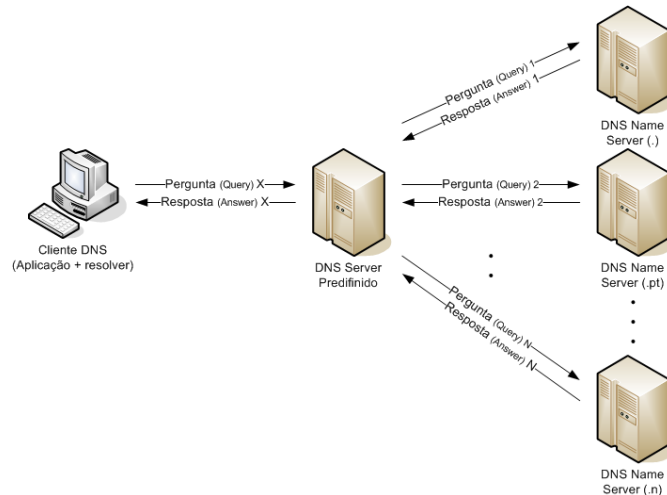 Pergunta (Query) 1
Resposta (Answer) 1
DNS Name
Server (.)
Pergunta (Query) X
Resposta (Answer) X
Cliente DNS
(Aplicação + resolver)
DNS Server
Predifinido
Pergunta (Query) 2
Resposta (Answer) 2
DNS Name
Server (.pt)
Pergunta (Query) N
Resposta (Answer) N
DNS Name
Server (.n)